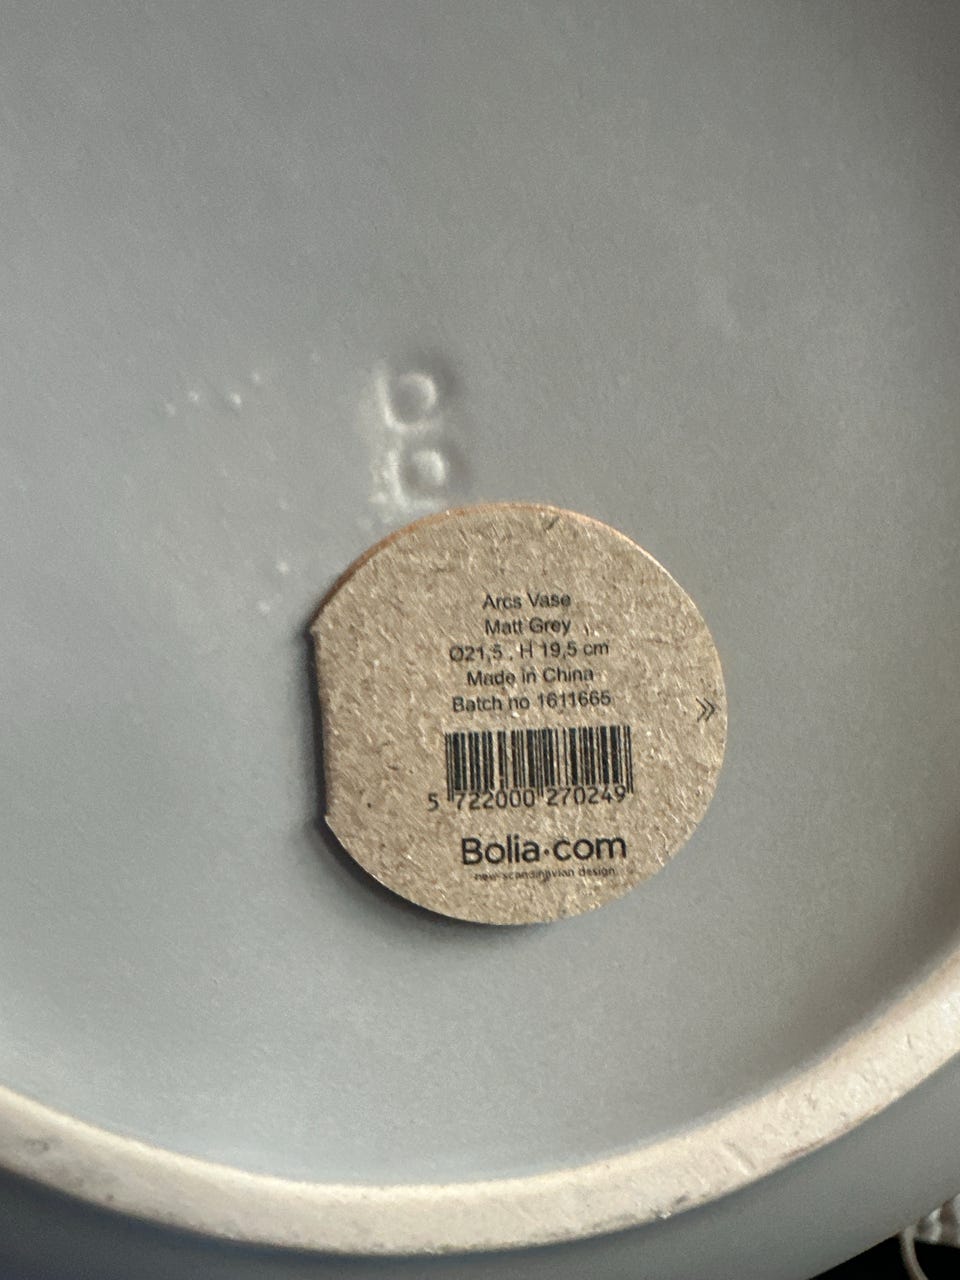 Arcs Vase
Matt Grey
Ø21,5 . H 19,5 cm
Made in China
Batch no 1611665
»
5 722000 270249
Bolia.com
new scandinavian design